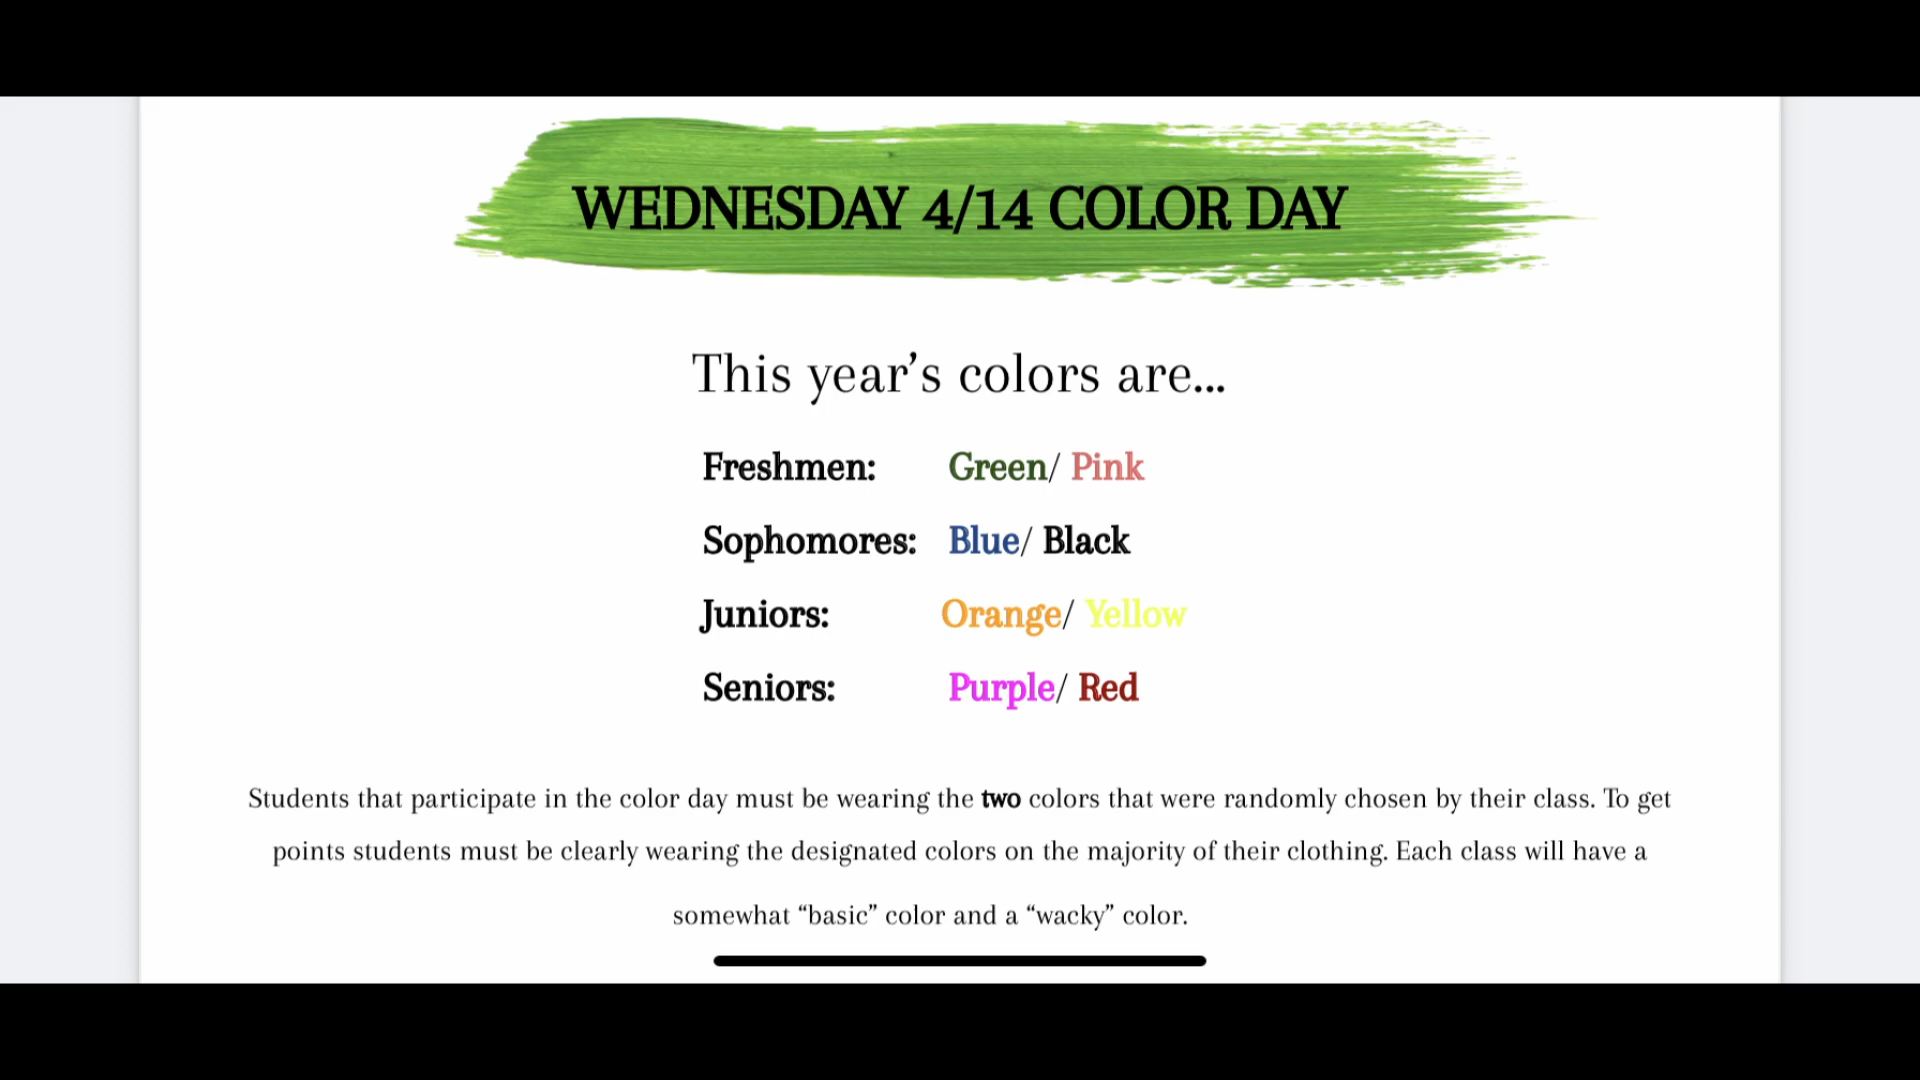 WEDNESDAY 4/14 COLOR DAY
This year’s colors are...
Freshmen: Green/ Pink
Sophomores: Blue/ Black
Juniors: Orange/ Yellow
Seniors: Purple/ Red
Students that participate in the color day must be wearing the two colors that were randomly chosen by their class. To get
points students must be clearly wearing the designated colors on the majority of their clothing. Each class will have a
somewhat “basic” color and a “wacky” color.